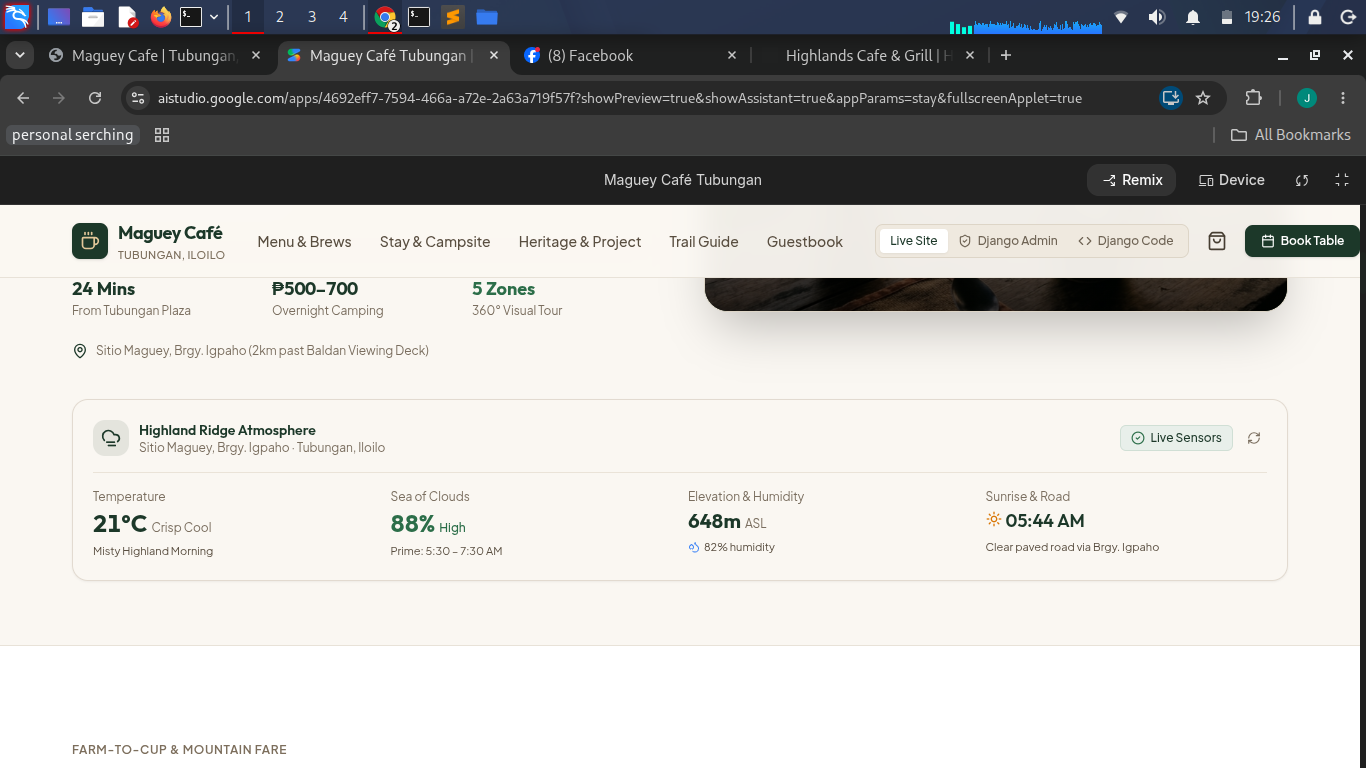 1 2 3 4 2 19:26
Maguey Cafe | Tubungan, Maguey Café Tubungan | (8) Facebook Highlands Cafe & Grill | H
aistudio.google.com/apps/4692eff7-7594-466a-a72e-2a63a719f57f?showPreview=true&showAssistant=true&appParams=stay&fullscreenApplet=true J
personal serching All Bookmarks
Maguey Café Tubungan Remix Device
Maguey Café
TUBUNGAN, ILOILO
Menu & Brews Stay & Campsite Heritage & Project Trail Guide Guestbook Live Site Django Admin Django Code Book Table
24 Mins ₱500–700 5 Zones
From Tubungan Plaza Overnight Camping 360° Visual Tour
Sitio Maguey, Brgy. Igpaho (2km past Baldan Viewing Deck)
Highland Ridge Atmosphere
Sitio Maguey, Brgy. Igpaho · Tubungan, Iloilo
Live Sensors
Temperature Sea of Clouds Elevation & Humidity Sunrise & Road
21°C Crisp Cool 88% High 648m ASL 05:44 AM
Misty Highland Morning Prime: 5:30 – 7:30 AM 82% humidity Clear paved road via Brgy. Igpaho
FARM-TO-CUP & MOUNTAIN FARE